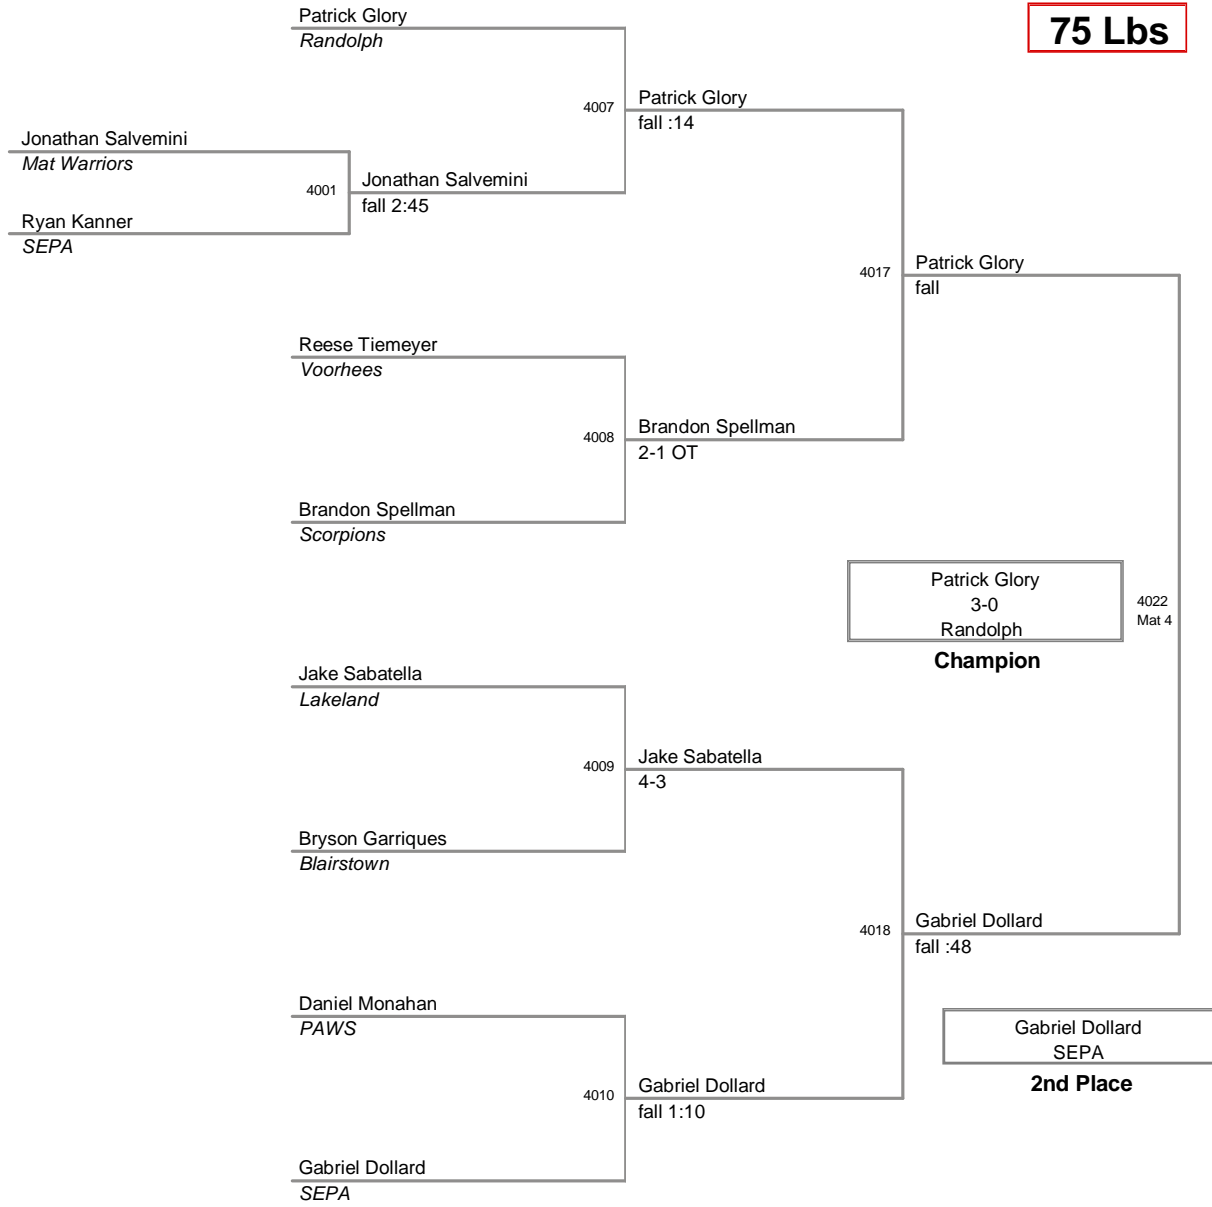 Patrick Glory
Randolph
75 Lbs
4007
Patrick Glory
fall :14
Jonathan Salvemini
Mat Warriors
4001
Jonathan Salvemini
fall 2:45
Ryan Kanner
SEPA
4017
Patrick Glory
fall
Reese Tiemeyer
Voorhees
4008
Brandon Spellman
2-1 OT
Brandon Spellman
Scorpions
Patrick Glory
3-0
Randolph
4022
Mat 4
Champion
Jake Sabatella
Lakeland
4009
Jake Sabatella
4-3
Bryson Garriques
Blairstown
4018
Gabriel Dollard
fall :48
Daniel Monahan
PAWS
Gabriel Dollard
SEPA
2nd Place
4010
Gabriel Dollard
fall 1:10
Gabriel Dollard
SEPA